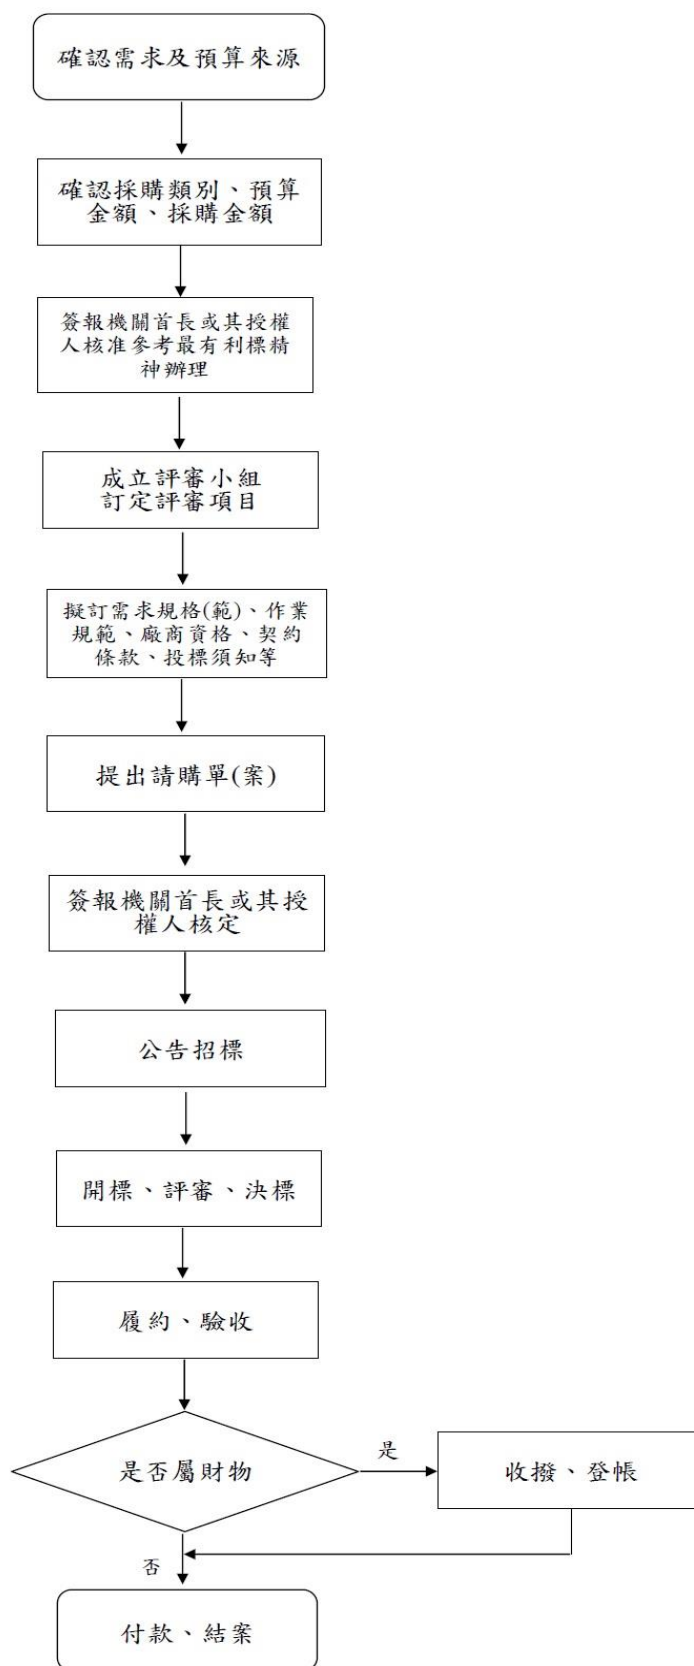 確認需求及預算來源
確認採購類別、預算
金額、採購金額
簽報機關首長或其授權
人核准參考最有利標精
神辦理
成立評審小組
訂定評審項目
擬訂需求規格(範)、作業
規範、廠商資格、契約
條款、投標須知等
提出請購單(案)
簽報機關首長或其授
權人核定
公告招標
開標、評審、決標
履約、驗收
是否屬財物
是
收撥、登帳
否
付款、結案